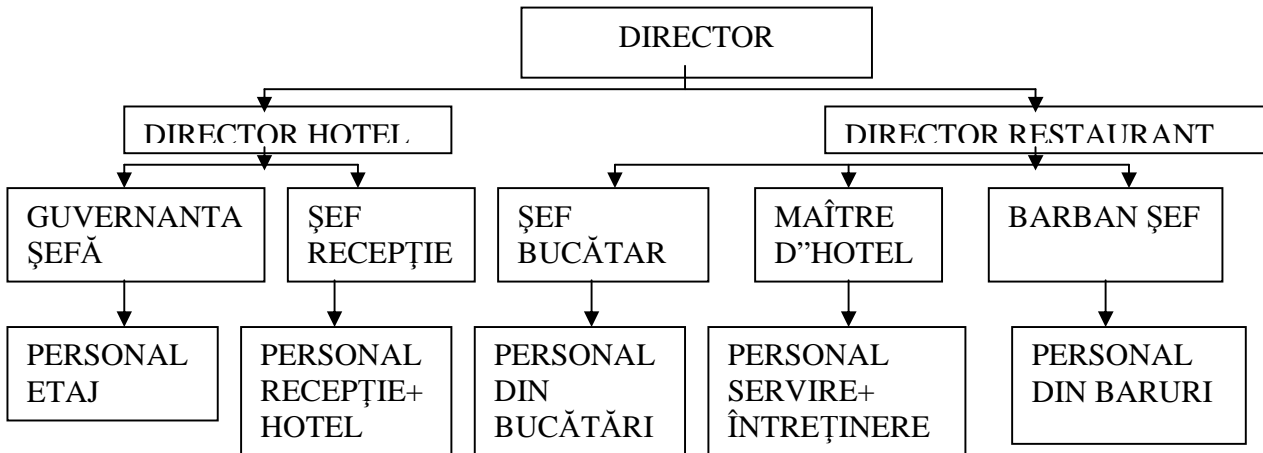 DIRECTOR
DIRECTOR HOTEL
DIRECTOR RESTAURANT
GUVERNANTA
ŞEFĂ
ŞEF
RECEPŢIE
ŞEF
BUCĂTAR
MAÎTRE
D”HOTEL
BARBAN ŞEF
PERSONAL
ETAJ
PERSONAL
RECEPŢIE+
HOTEL
PERSONAL
DIN
BUCĂTĂRI
PERSONAL
SERVIRE+
ÎNTREŢINERE
PERSONAL
DIN BARURI